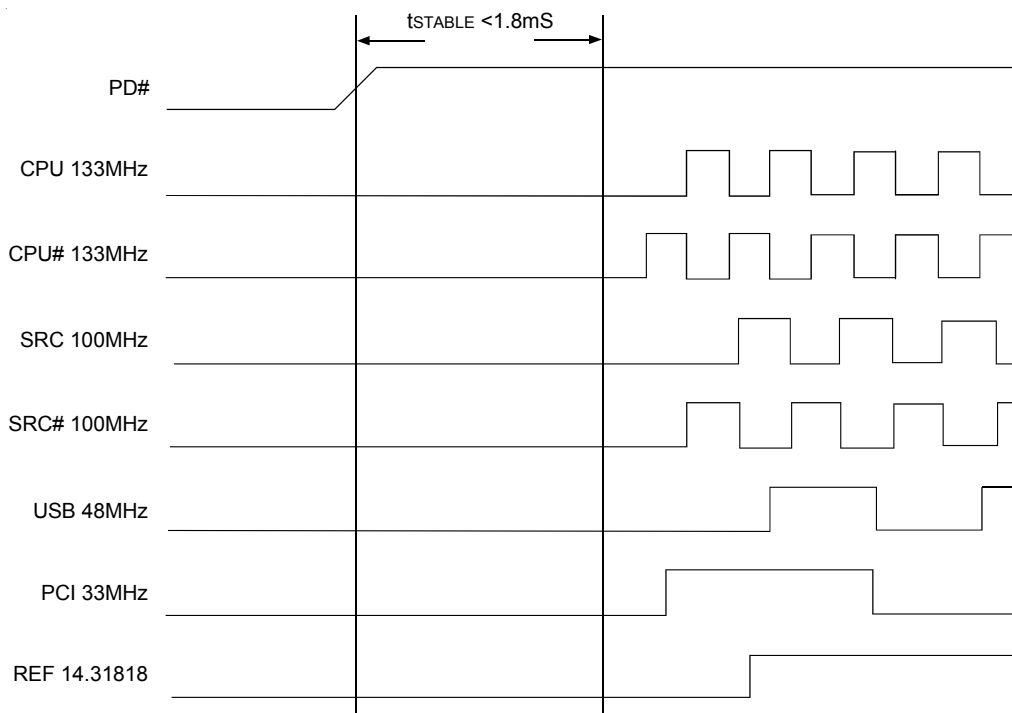 tSTABLE <1.8mS
PD#
CPU 133MHz
CPU# 133MHz
SRC 100MHz
SRC# 100MHz
USB 48MHz
PCI 33MHz
REF 14.31818